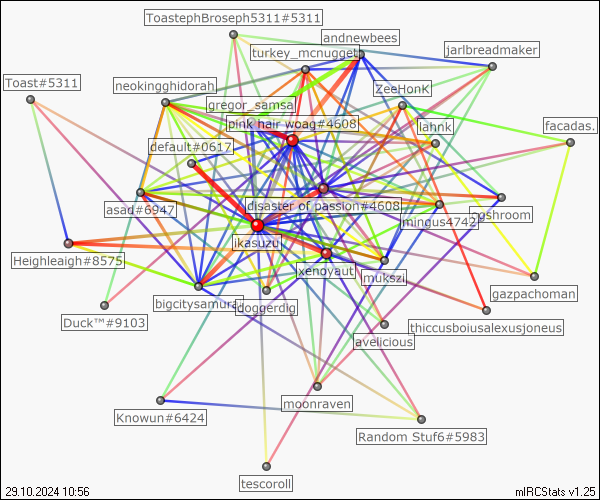 ToastephBroseph5311#5311
andnewbees
turkey_mcnugget
jarlbreadmaker
Toast#5311
neokingghidorah
ZeeHonK
gregor_samsa
pink hair woag#4608
liahnk
facadas.
default#0617
asad#6947
disaster of passion#4608
mingus4742
ikasuzu
Heighleaigh#8575
xenoyaut
mukszi
gazpachoman
bigcitysamurai
doggerdig
Duck™#9103
thiccusboiusalexusjoneus
avelicious
moonraven
Knowun#6424
Random Stuf6#5983
tescoroll
29.10.2024 10:56
mIRCStats v1.25